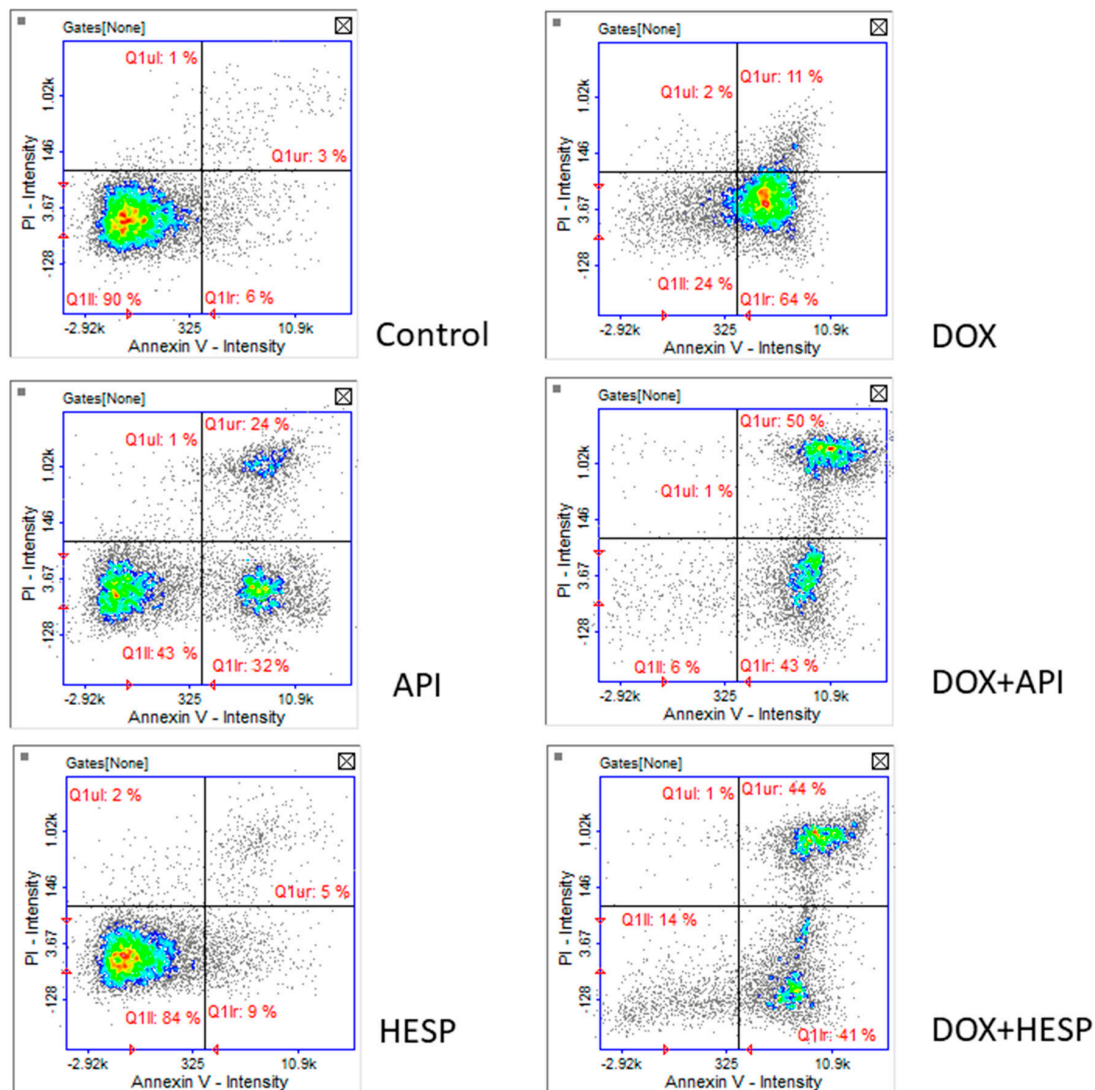 Gates[None]
Q1ul: 1 %
Q1ur: 3 %
Q1ll: 90 %
Q1lr: 6 %
PI - Intensity
1.02k
146
3.67
-128
-2.92k
325
10.9k
Annexin V - Intensity
Control
Gates[None]
Q1ur: 11 %
Q1ul: 2 %
Q1ll: 24 %
Q1lr: 64 %
PI - Intensity
1.02k
146
3.67
-128
-2.92k
325
10.9k
Annexin V - Intensity
DOX
Gates[None]
Q1ur: 24 %
Q1ul: 1 %
Q1ll: 43 %
Q1lr: 32 %
PI - Intensity
1.02k
146
3.67
-128
-2.92k
325
10.9k
Annexin V - Intensity
API
Gates[None]
Q1ur: 50 %
Q1ul: 1 %
Q1ll: 6 %
Q1lr: 43 %
PI - Intensity
1.02k
146
3.67
-128
-2.92k
325
10.9k
Annexin V - Intensity
DOX+API
Gates[None]
Q1ul: 2 %
Q1ur: 5 %
Q1ll: 84 %
Q1lr: 9 %
PI - Intensity
1.02k
146
3.67
-128
-2.92k
325
10.9k
Annexin V - Intensity
HESP
Gates[None]
Q1ul: 1 %
Q1ur: 44 %
Q1ll: 14 %
Q1lr: 41 %
PI - Intensity
1.02k
146
3.67
-128
-2.92k
325
10.9k
Annexin V - Intensity
DOX+HESP